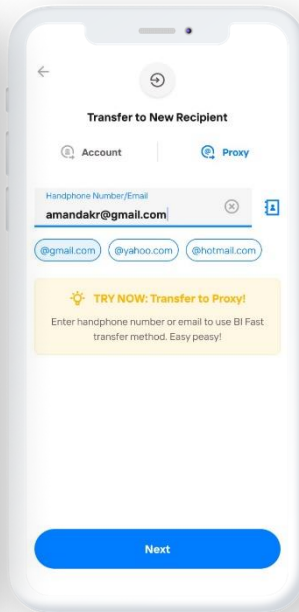 Transfer to New Recipient
Account
Proxy
Handphone Number/Email
amandakr@gmail.com
@gmail.com @yahoo.com @hotmail.com
TRY NOW: Transfer to Proxy!
Enter handphone number or email to use BI Fast
transfer method. Easy peasy!
Next